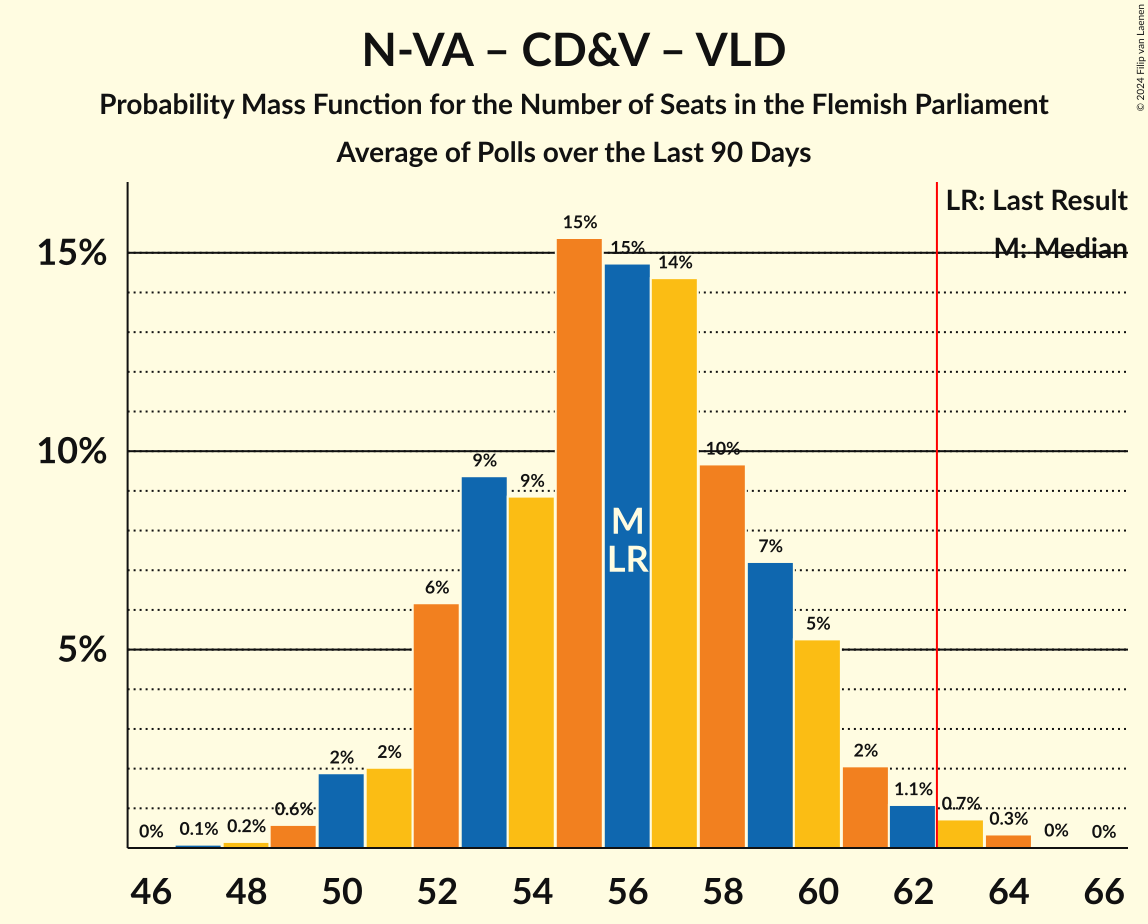 N-VA – CD&V – VLD
Probability Mass Function for the Number of Seats in the Flemish Parliament
Average of Polls over the Last 90 Days
© 2024 Filip van Laenen
LR: Last Result
M: Median
15%
10%
5%
0%
0.1%
0.2%
0.6%
2%
2%
6%
9%
9%
15%
15%
14%
10%
7%
5%
2%
1.1%
0.7%
0.3%
0%
0%
M
LR
46 48 50 52 54 56 58 60 62 64 66